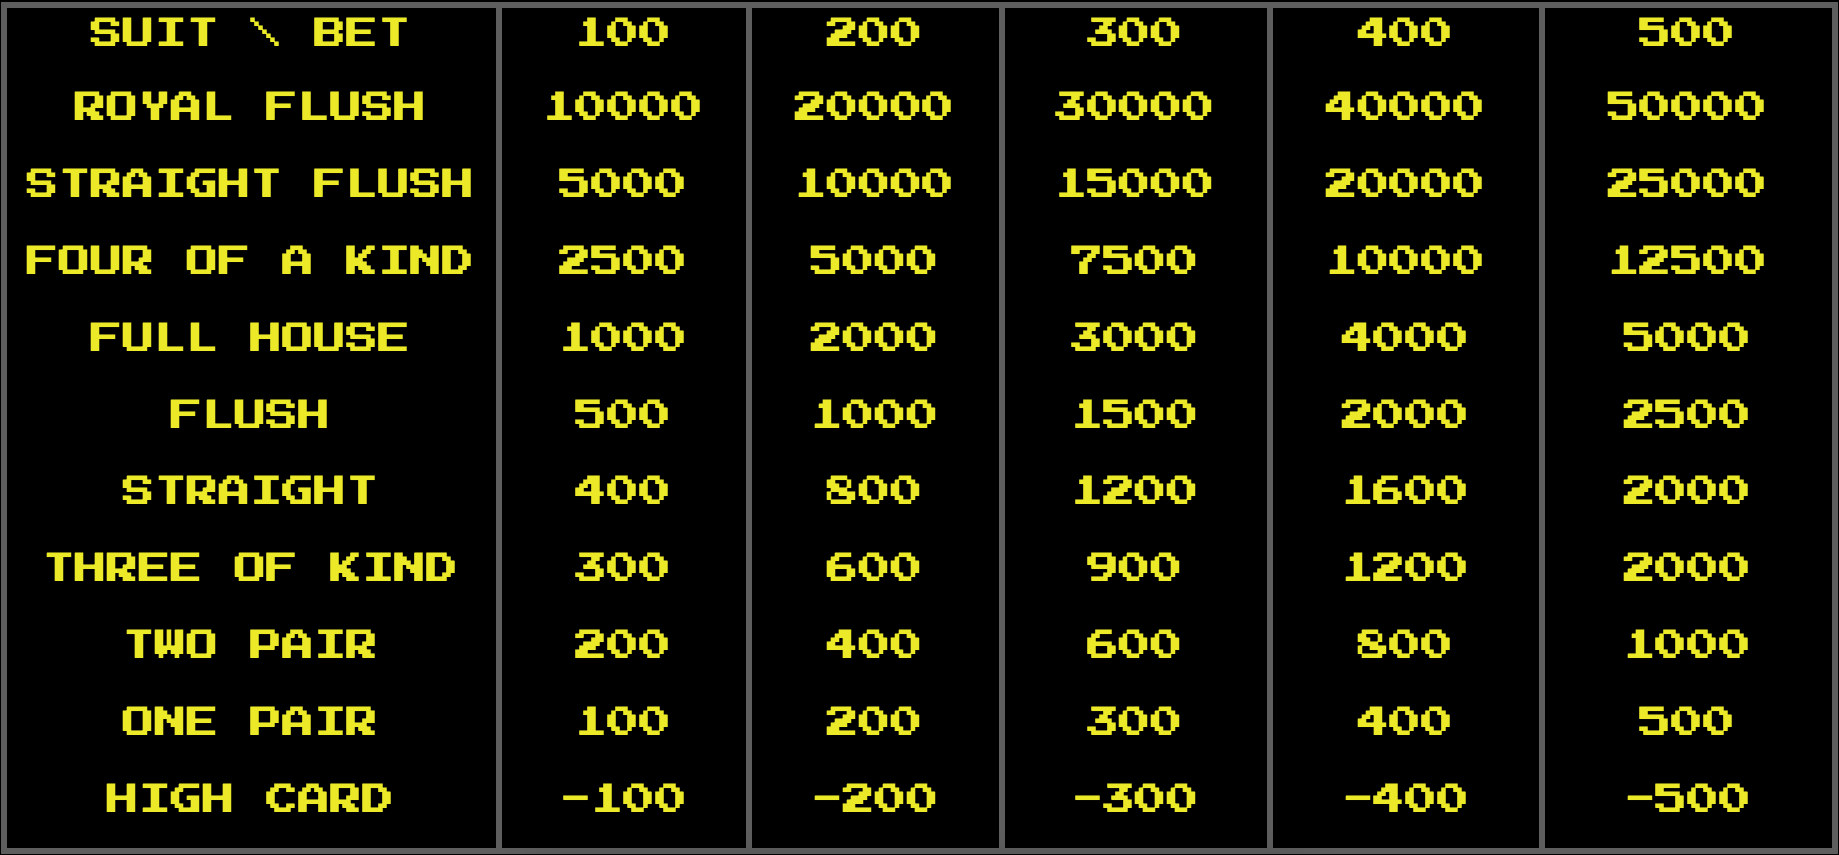 SUIT \ BET 100 200 300 400 500
ROYAL FLUSH 10000 20000 30000 40000 50000
STRAIGHT FLUSH 5000 10000 15000 20000 25000
FOUR OF A KIND 2500 5000 7500 10000 12500
FULL HOUSE 1000 2000 3000 4000 5000
FLUSH 500 1000 1500 2000 2500
STRAIGHT 400 800 1200 1600 2000
THREE OF KIND 300 600 900 1200 2000
TWO PAIR 200 400 600 800 1000
ONE PAIR 100 200 300 400 500
HIGH CARD -100 -200 -300 -400 -500